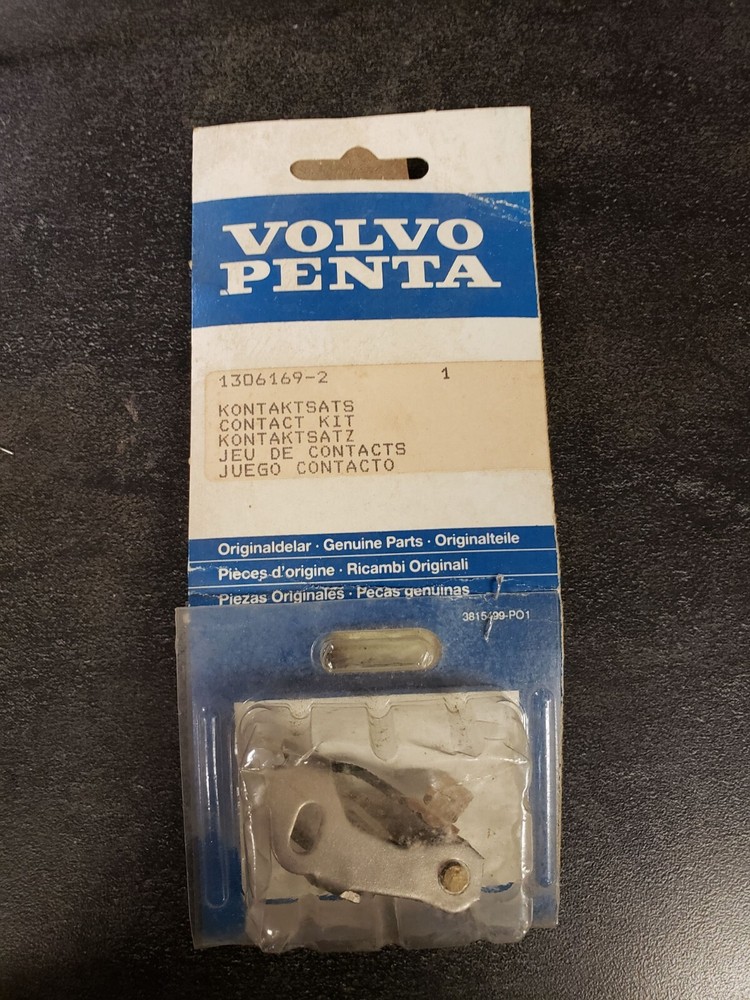 VOLVO
PENTA
1306169-2 1
KONTAKTSATS
CONTACT KIT
KONTAKTSATZ
JEU DE CONTACTS
JUEGO CONTACTO
Originaldelar · Genuine Parts · Originalteile
Pièces d'origine · Ricambi Originali
Piezas Originales · Peças genuinas